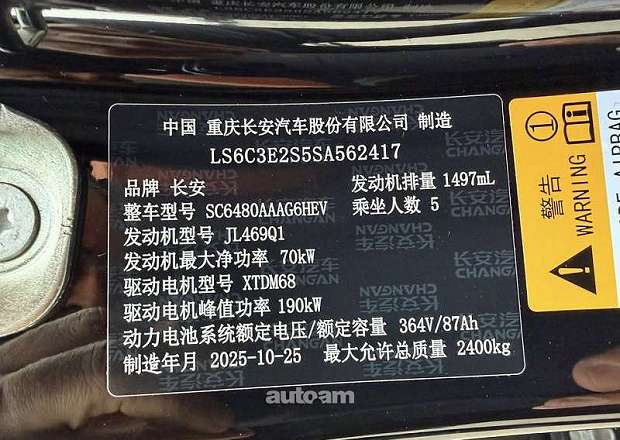 中国 重庆长安汽车股份有限公司 制造
LS6C3E2S5SA562417
品牌 长安 发动机排量 1497mL
整车型号 SC6480AAAG6HEV 乘坐人数 5
发动机型号 JL469Q1
发动机最大净功率 70kW
驱动电机型号 XTDM68
驱动电机峰值功率 190kW
动力电池系统额定电压/额定容量 364V/87Ah
制造年月 2025-10-25 最大允许总质量 2400kg
警告
WARNING
AIRBAG
autoam